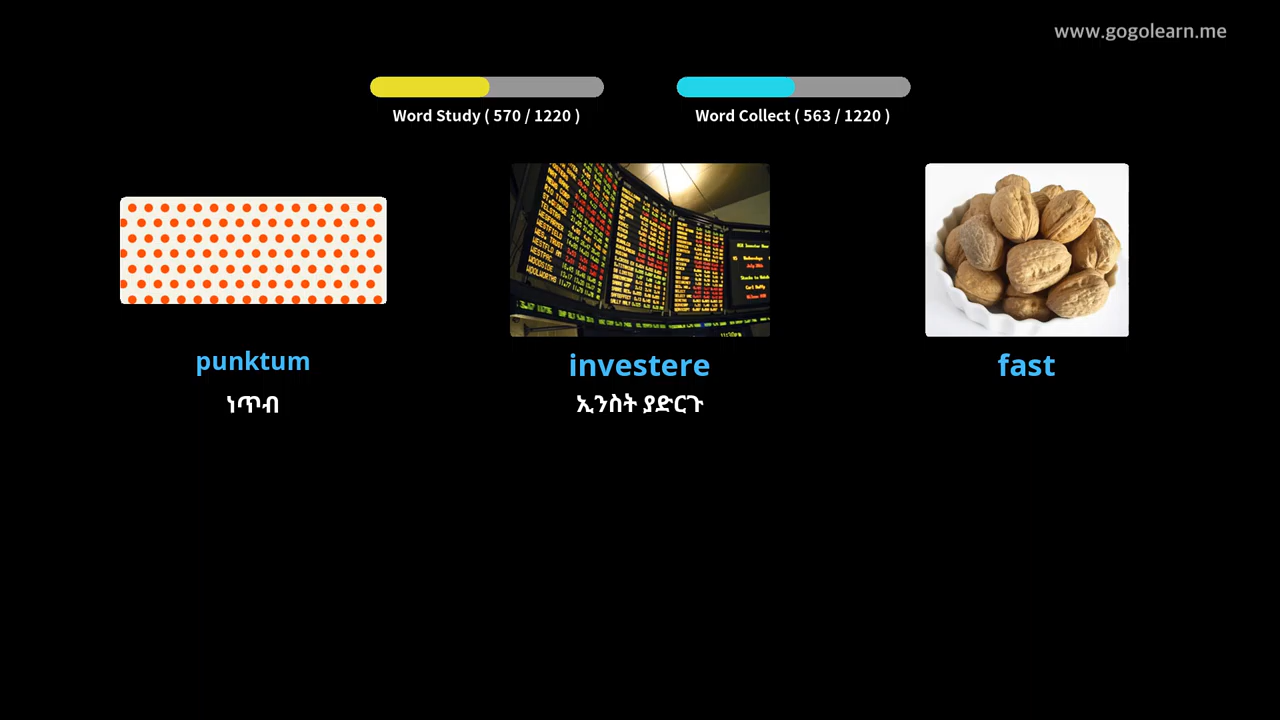 www.gogolearn.me
Word Study ( 570 / 1220 )
Word Collect ( 563 / 1220 )
punktum
ነጥብ
investere
ኢንስት ያድርጉ
fast